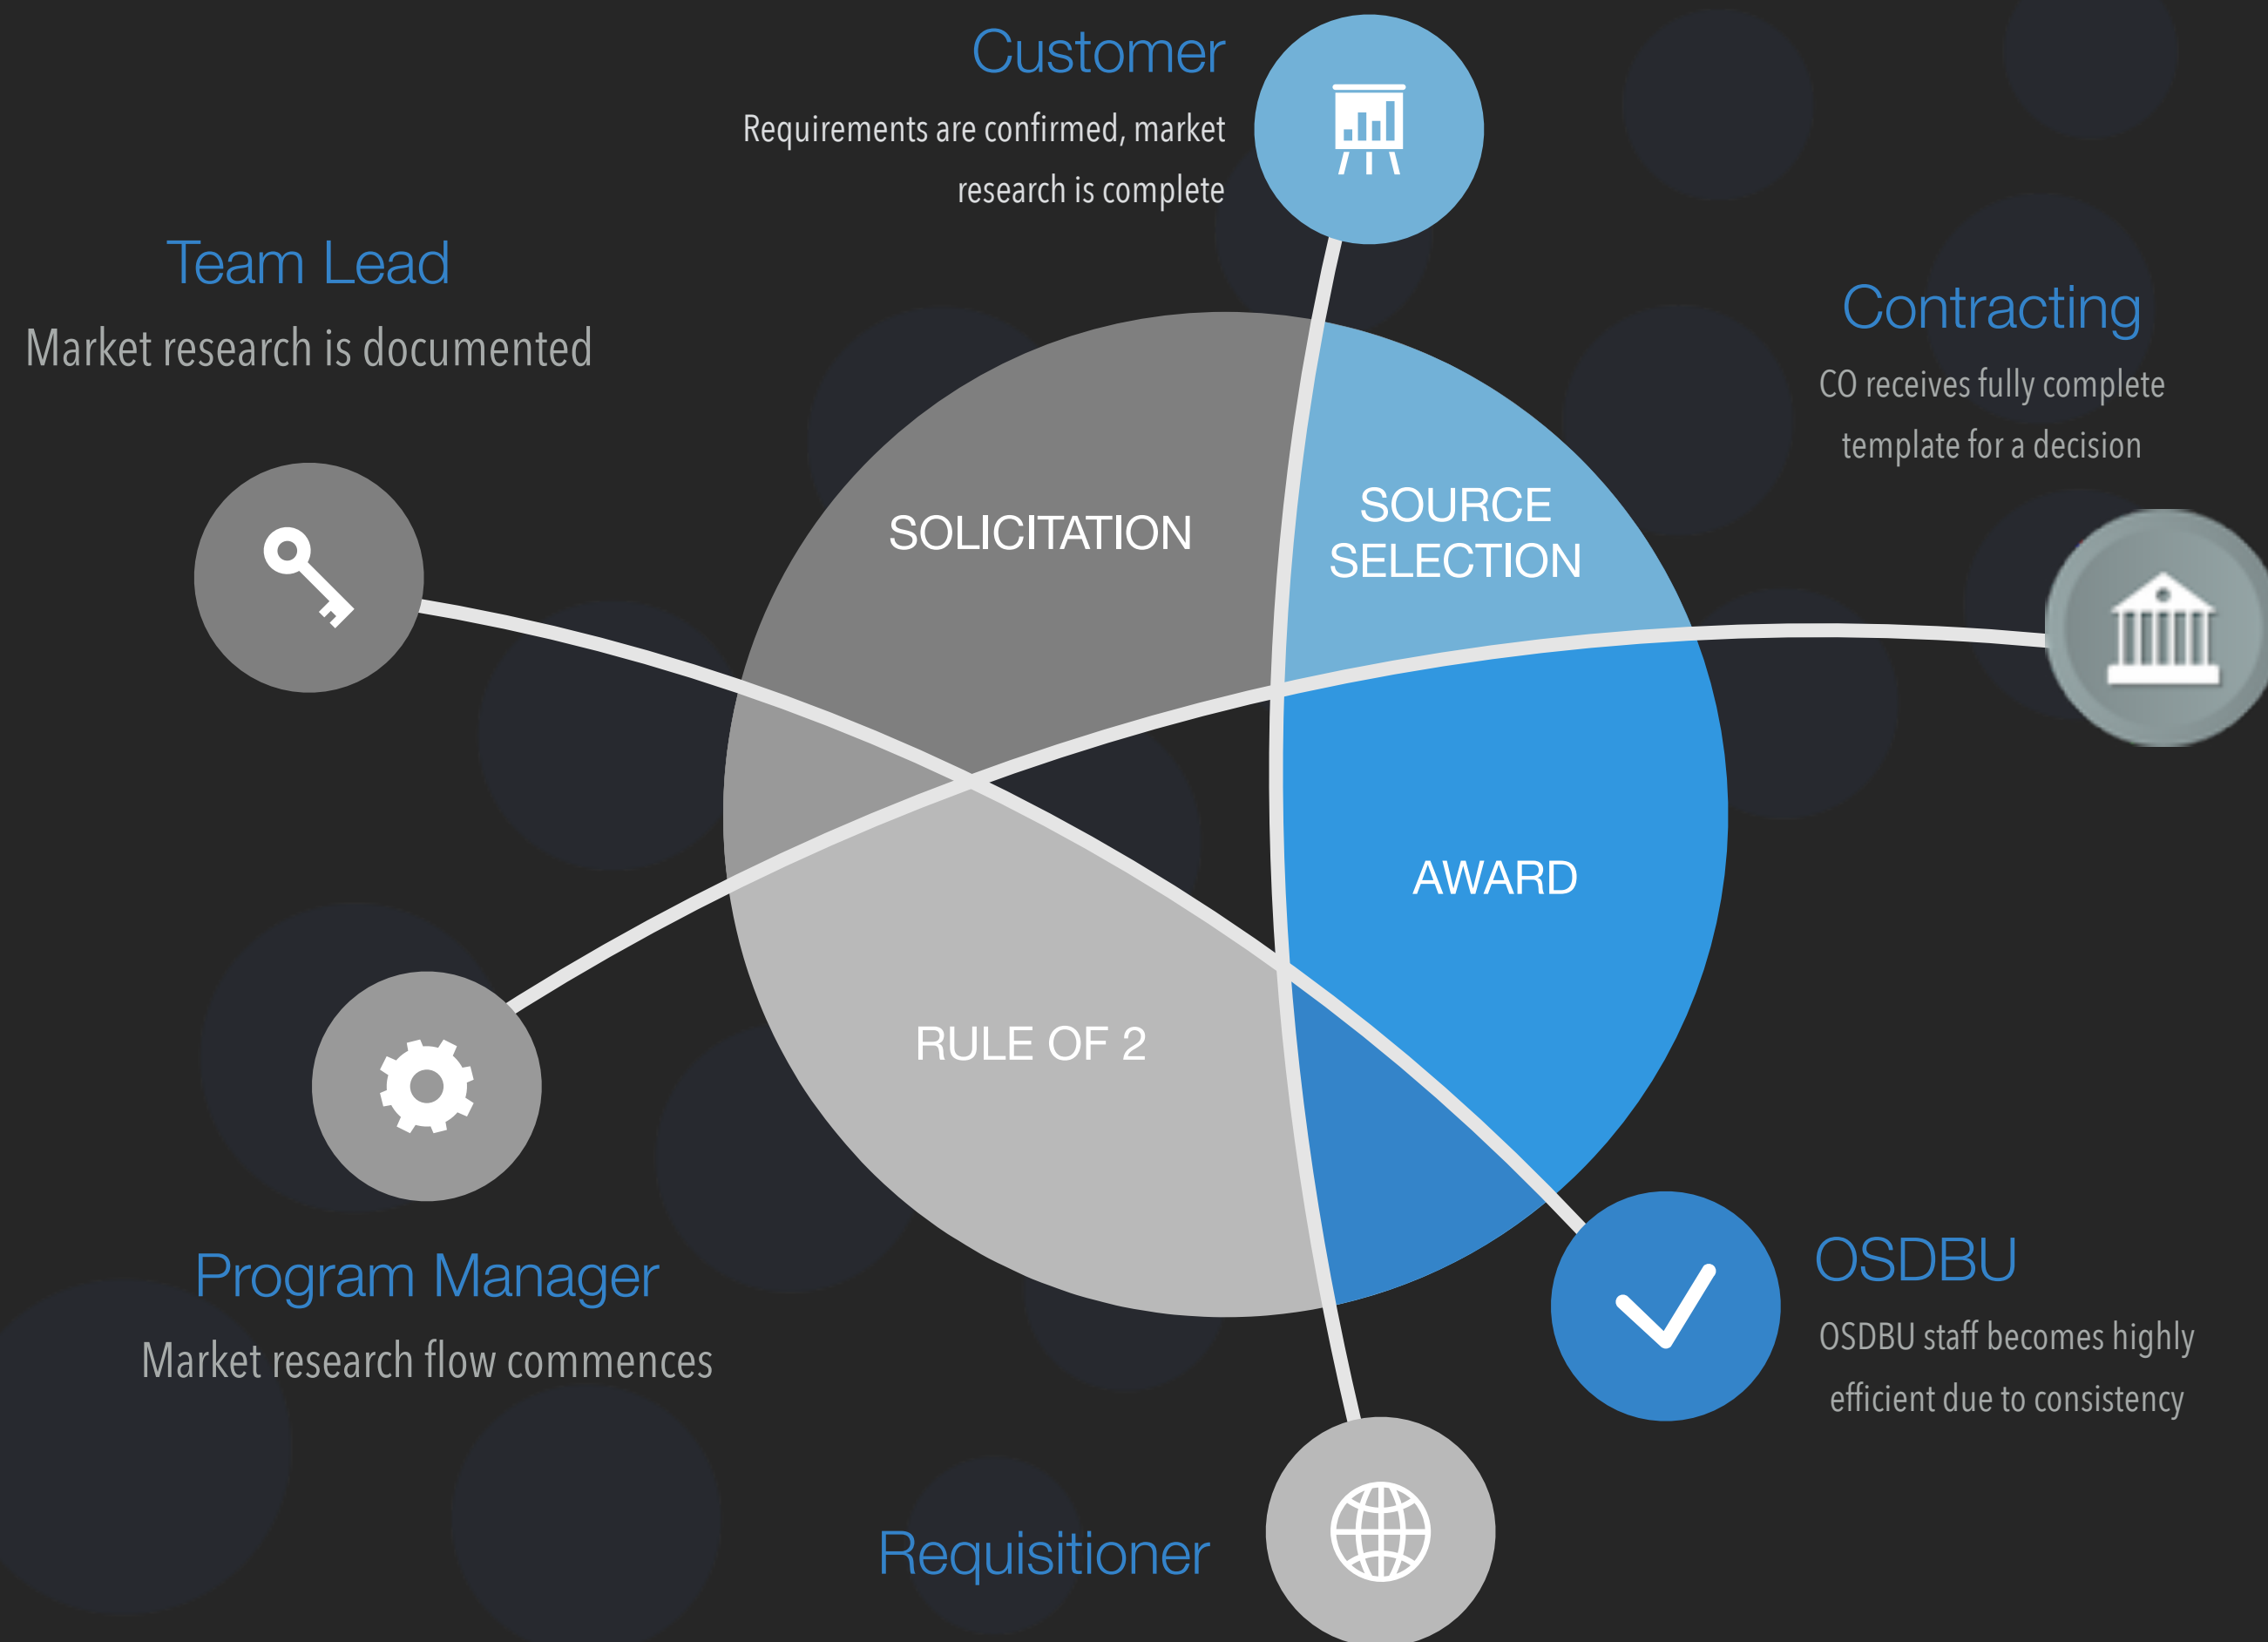 Customer
Requirements are confirmed, market
research is complete
Team Lead
Market research is documented
Contracting
CO receives fully complete
template for a decision
SOLICITATION
SOURCE
SELECTION
AWARD
RULE OF 2
Program Manager
Market research flow commences
OSDBU
OSDBU staff becomes highly
efficient due to consistency
Requisitioner